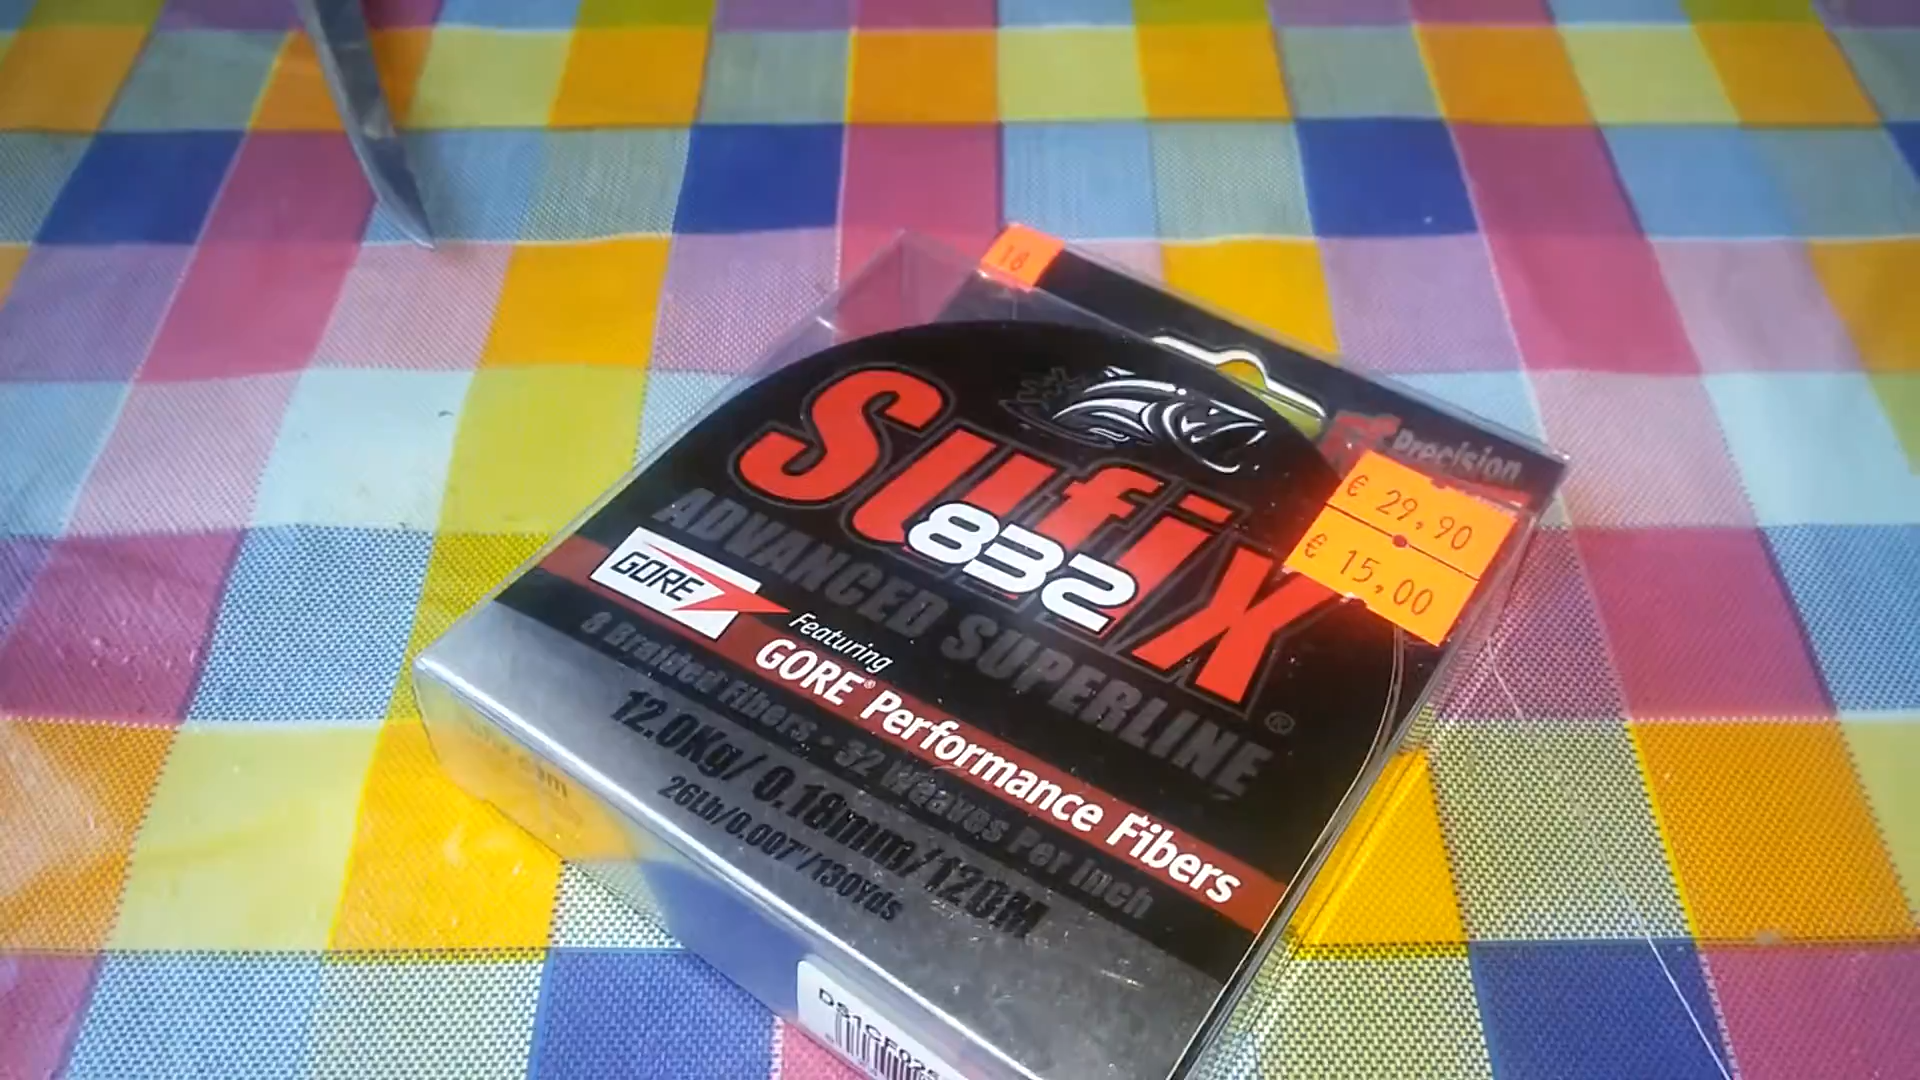 18
Precision
€ 29,90
€ 15,00
Sufix®
832
ADVANCED SUPERLINE
GORE
Featuring
GORE® Performance Fibers
8 Braided Fibers • 32 Weaves Per Inch
12.0Kg/0.18mm/120M
26Lb/0.007"/130Yds